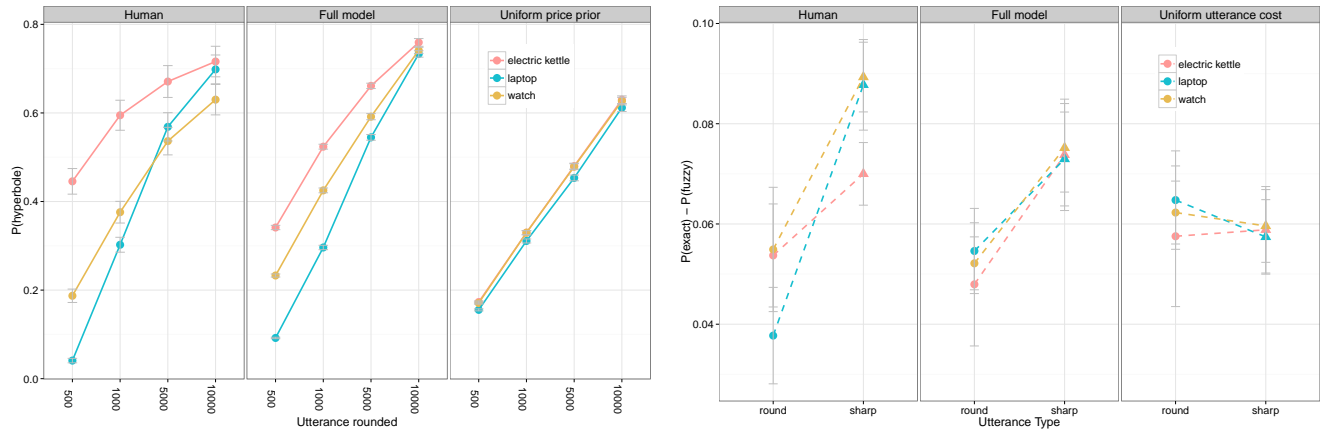 Human
Full model
Uniform price prior
0.8
0.6
0.4
0.2
0.0
P(hyperbole)
electric kettle
laptop
watch
500
1000
5000
10000
500
1000
5000
10000
500
1000
5000
10000
Utterance rounded
Human
Full model
Uniform utterance cost
0.10
0.08
0.06
0.04
P(exact) − P(fuzzy)
electric kettle
laptop
watch
round
sharp
round
sharp
round
sharp
Utterance Type